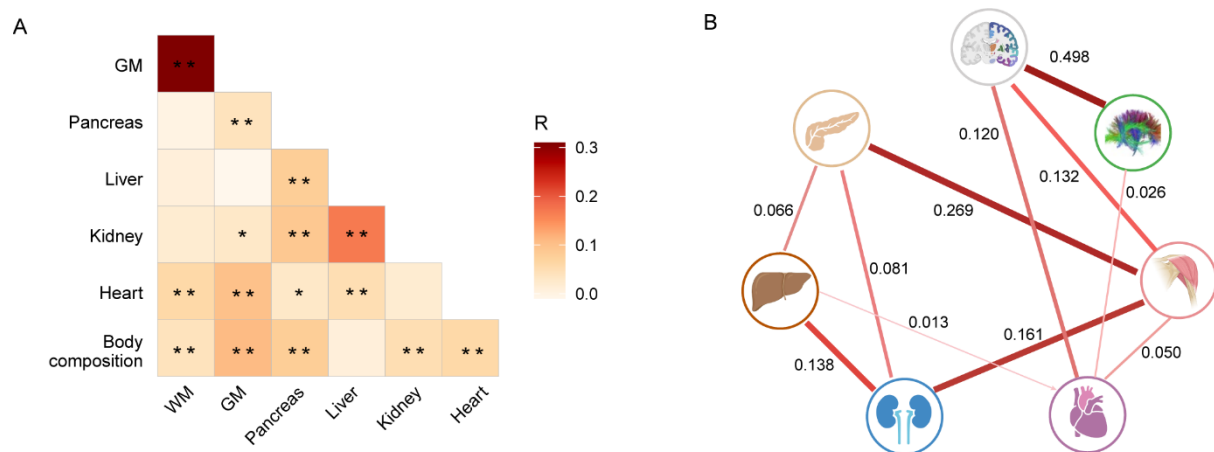 A
GM
Pancreas
Liver
Kidney
Heart
Body
composition
**
**
**
* ** **
** ** * **
** ** ** ** **
WM GM Pancreas Liver Kidney Heart
R
0.3
0.2
0.1
0.0
B
0.498
0.120
0.132
0.026
0.269
0.066
0.081
0.013
0.161
0.050
0.138